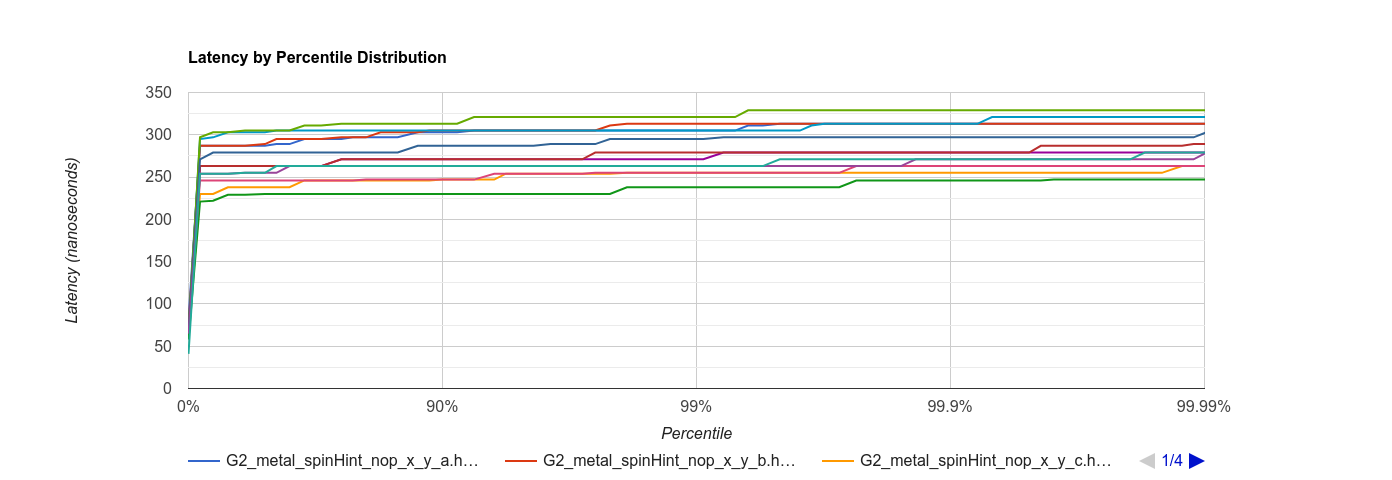 Latency by Percentile Distribution
350
300
250
200
150
100
50
0
Latency (nanoseconds)
0% 90% 99% 99.9% 99.99%
Percentile
G2_metal_spinHint_nop_x_y_a.h… G2_metal_spinHint_nop_x_y_b.h… G2_metal_spinHint_nop_x_y_c.h… 1/4